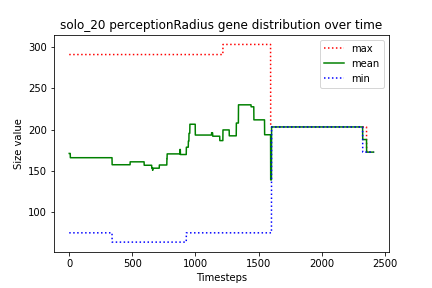 solo_20 perceptionRadius gene distribution over time
max
mean
min
Size value
300
250
200
150
100
0
500
1000
1500
2000
2500
Timesteps